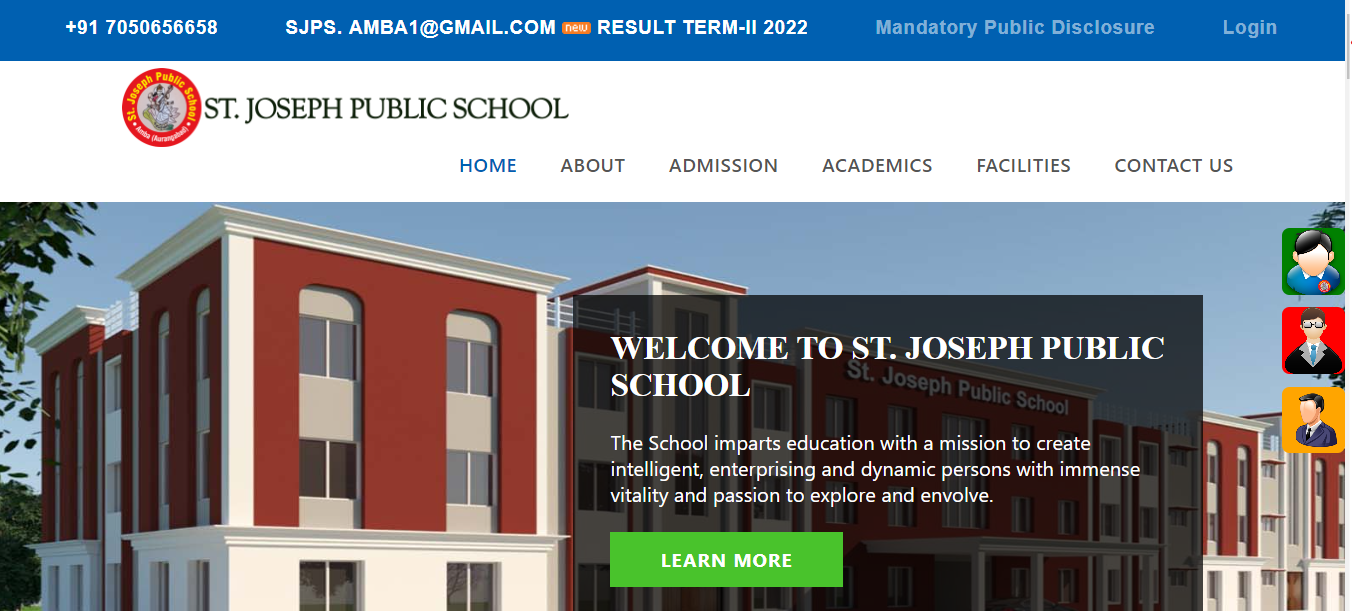 +91 7050656658 SJPS. AMBA1@GMAIL.COM new RESULT TERM-II 2022 Mandatory Public Disclosure Login
St. Joseph Public School
Amba (Aurangabad)
ST. JOSEPH PUBLIC SCHOOL
HOME ABOUT ADMISSION ACADEMICS FACILITIES CONTACT US
WELCOME TO ST. JOSEPH PUBLIC
SCHOOL
St. Joseph Public School
The School imparts education with a mission to create
intelligent, enterprising and dynamic persons with immense
vitality and passion to explore and envolve.
LEARN MORE